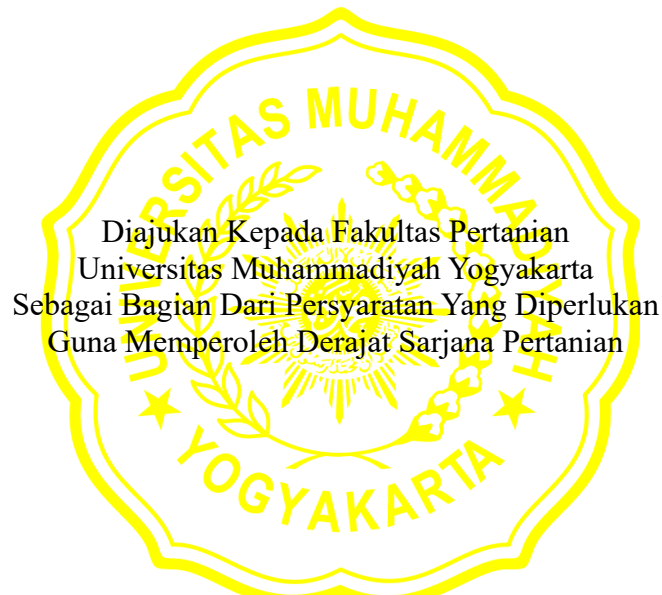 UNIVERSITAS MUHAMMADIYAH
Diajukan Kepada Fakultas Pertanian
Universitas Muhammadiyah Yogyakarta
Sebagai Bagian Dari Persyaratan Yang Diperlukan
Guna Memperoleh Derajat Sarjana Pertanian
YOGYAKARTA